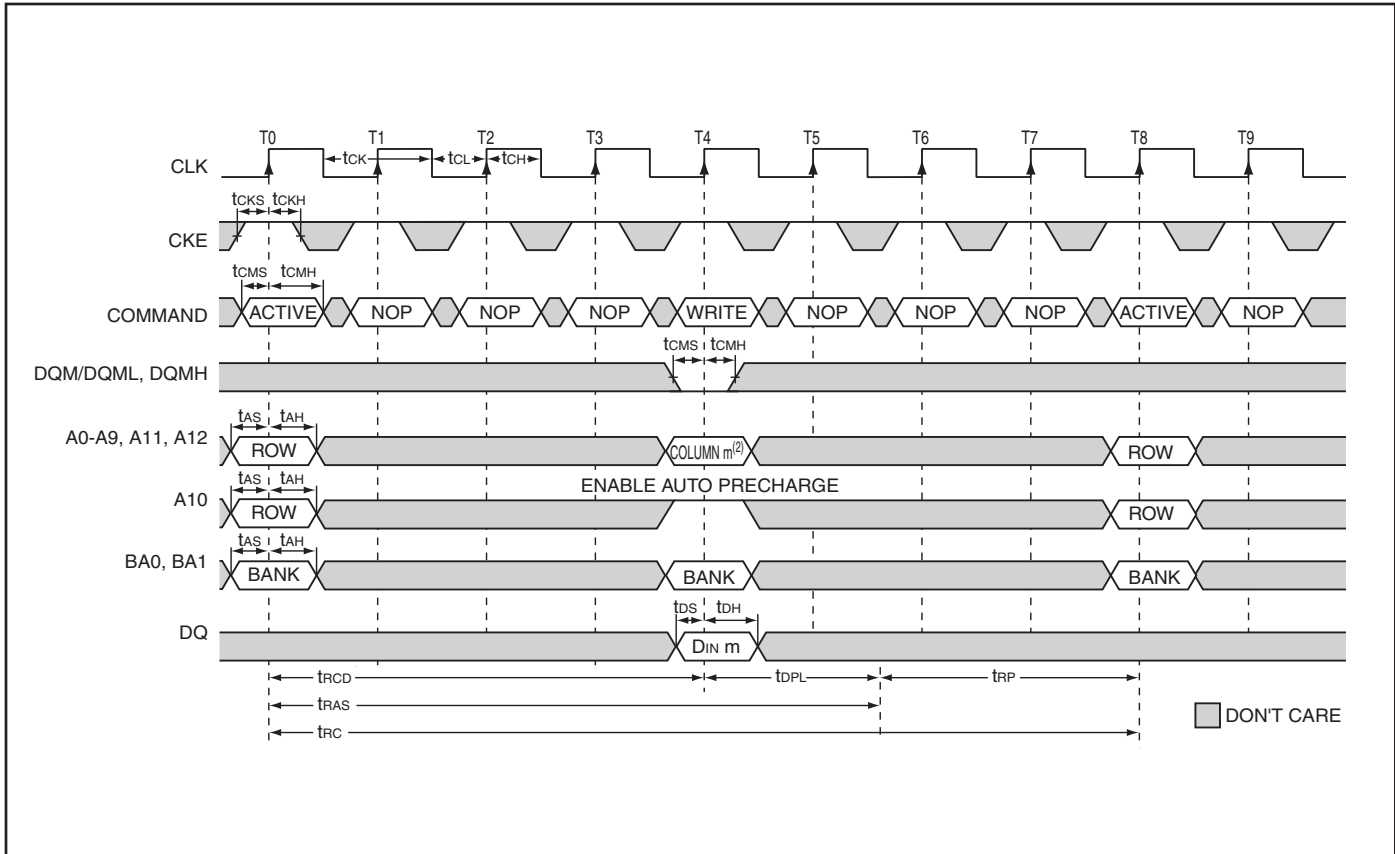 T0 T1 T2 T3 T4 T5 T6 T7 T8 T9
CLK tCK tCL tCH
tCKS tCKH
CKE
tCMS tCMH
COMMAND ACTIVE NOP NOP NOP WRITE NOP NOP NOP ACTIVE NOP
tCMS tCMH
DQM/DQML, DQMH
tAS tAH
A0-A9, A11, A12 ROW COLUMN m(2) ROW
tAS tAH ENABLE AUTO PRECHARGE
A10 ROW ROW
tAS tAH
BA0, BA1 BANK BANK BANK
tDS tDH
DQ DIN m
tRCD tDPL tRP
tRAS
DON'T CARE
tRC